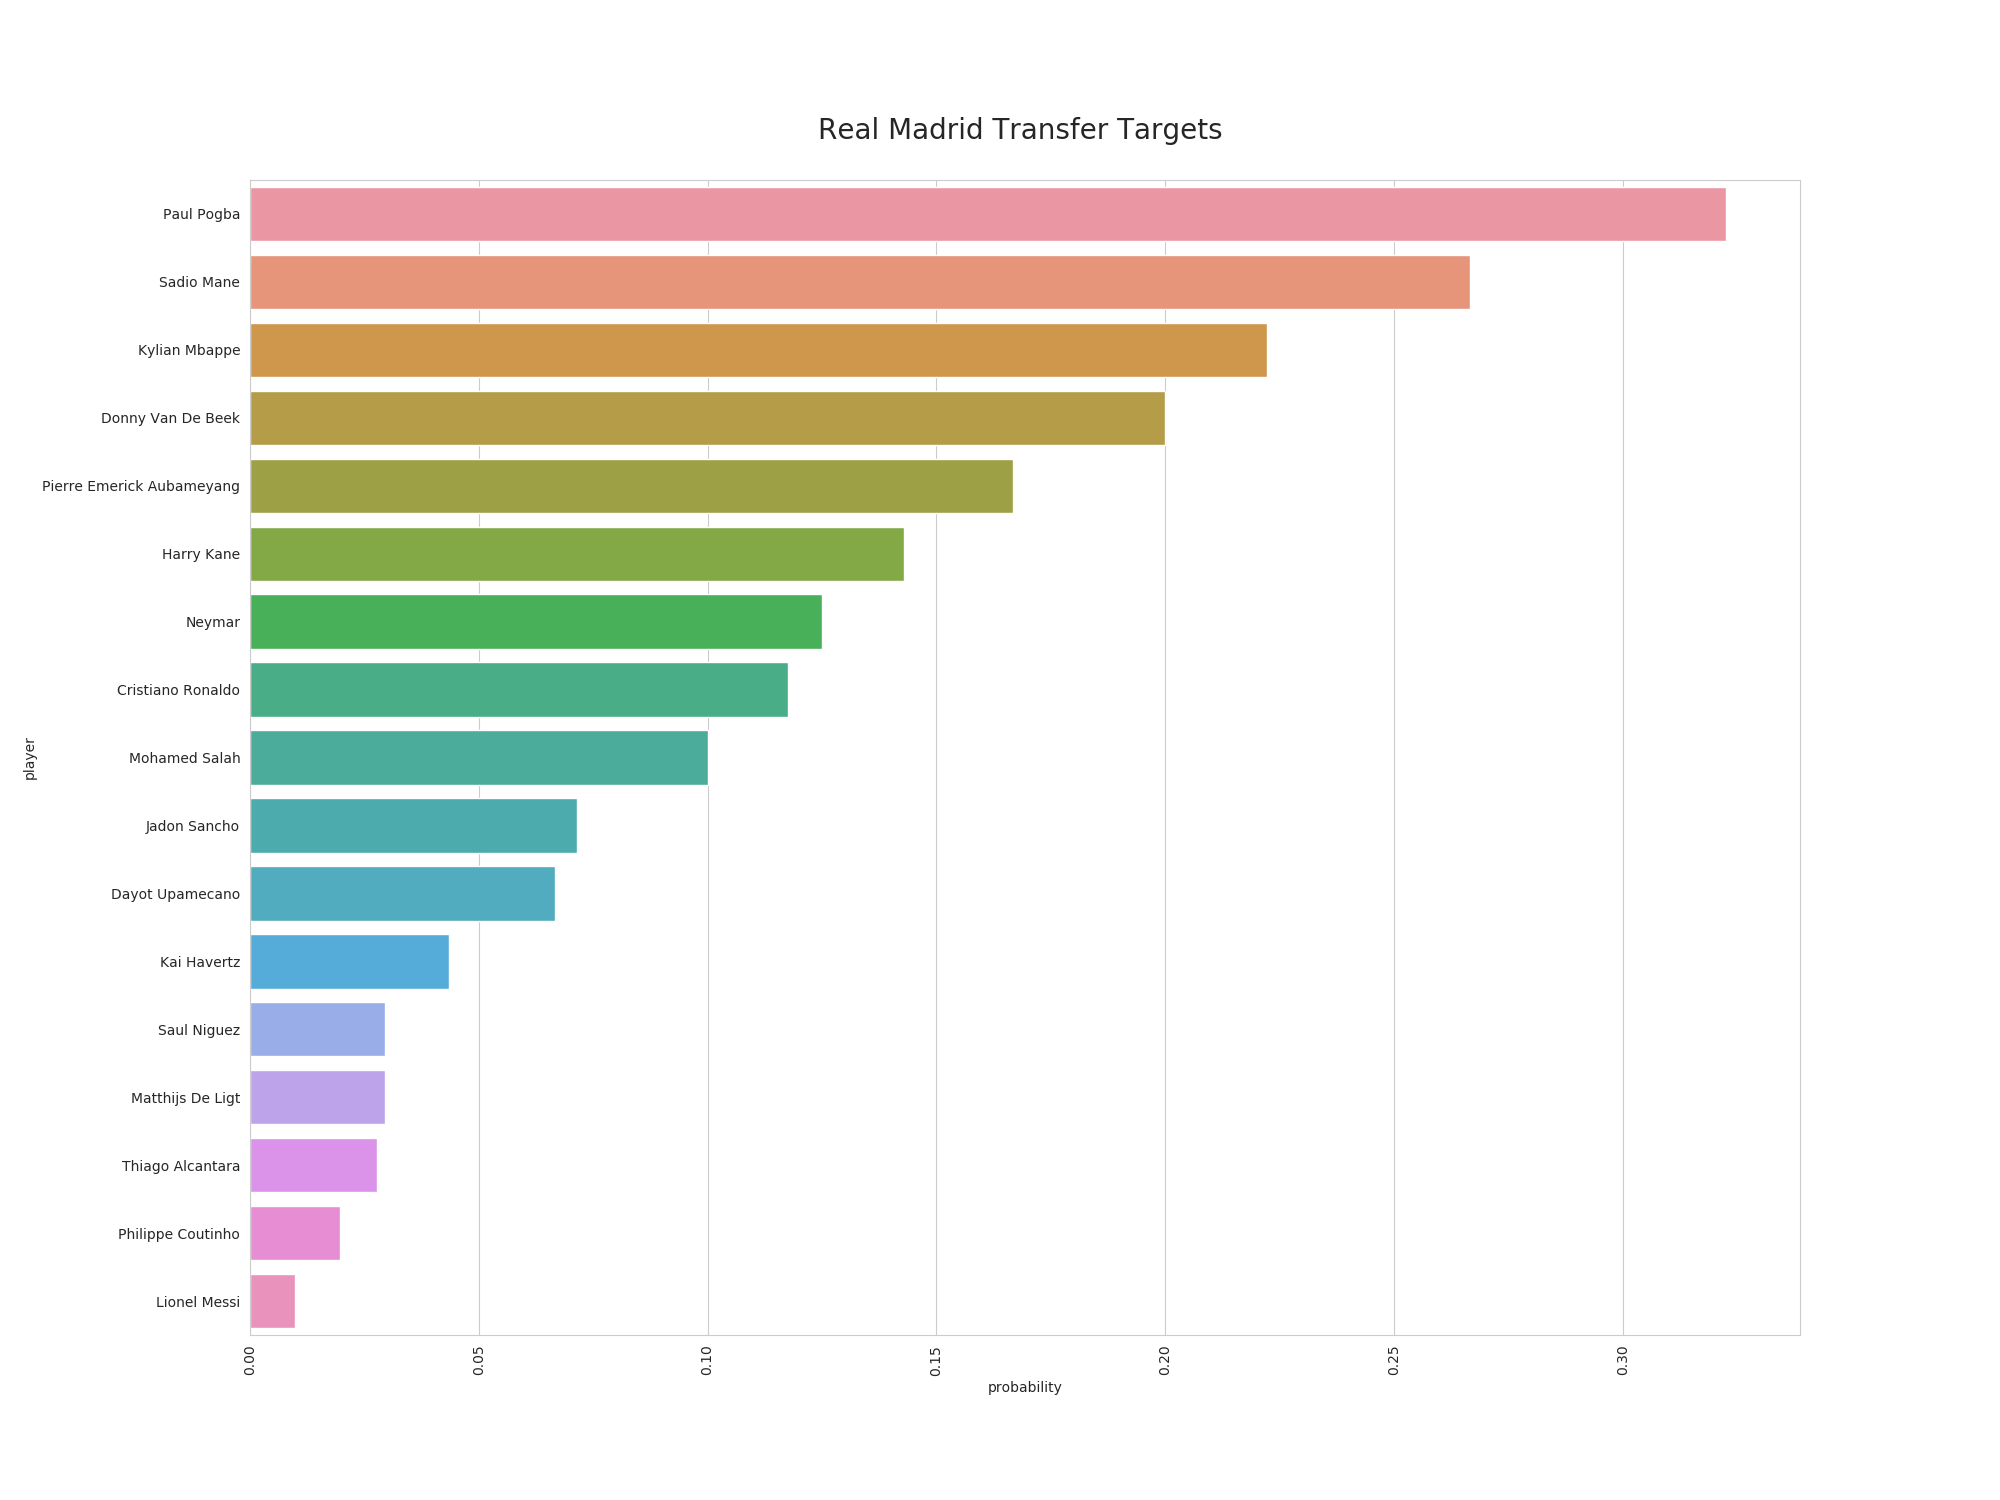 Real Madrid Transfer Targets
player
Paul Pogba
Sadio Mane
Kylian Mbappe
Donny Van De Beek
Pierre Emerick Aubameyang
Harry Kane
Neymar
Cristiano Ronaldo
Mohamed Salah
Jadon Sancho
Dayot Upamecano
Kai Havertz
Saul Niguez
Matthijs De Ligt
Thiago Alcantara
Philippe Coutinho
Lionel Messi
0.00
0.05
0.10
0.15
0.20
0.25
0.30
probability